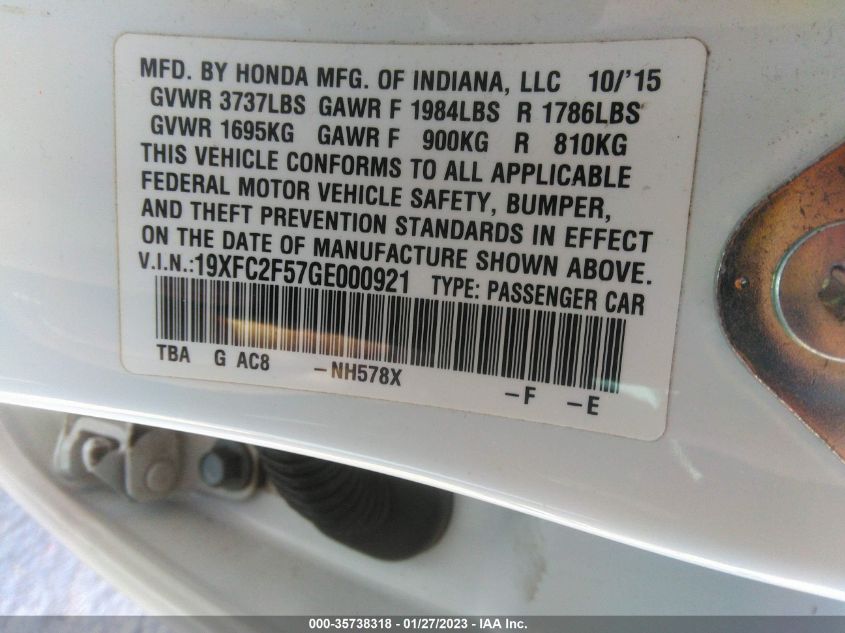 MFD. BY HONDA MFG. OF INDIANA, LLC 10/'15
GVWR 3737LBS GAWR F 1984LBS R 1786LBS
GVWR 1695KG GAWR F 900KG R 810KG
THIS VEHICLE CONFORMS TO ALL APPLICABLE
FEDERAL MOTOR VEHICLE SAFETY, BUMPER,
AND THEFT PREVENTION STANDARDS IN EFFECT
ON THE DATE OF MANUFACTURE SHOWN ABOVE.
V.I.N.:19XFC2F57GE000921 TYPE: PASSENGER CAR
TBA G AC8 –NH578X –F –E
000-35738318 - 01/27/2023 - IAA Inc.